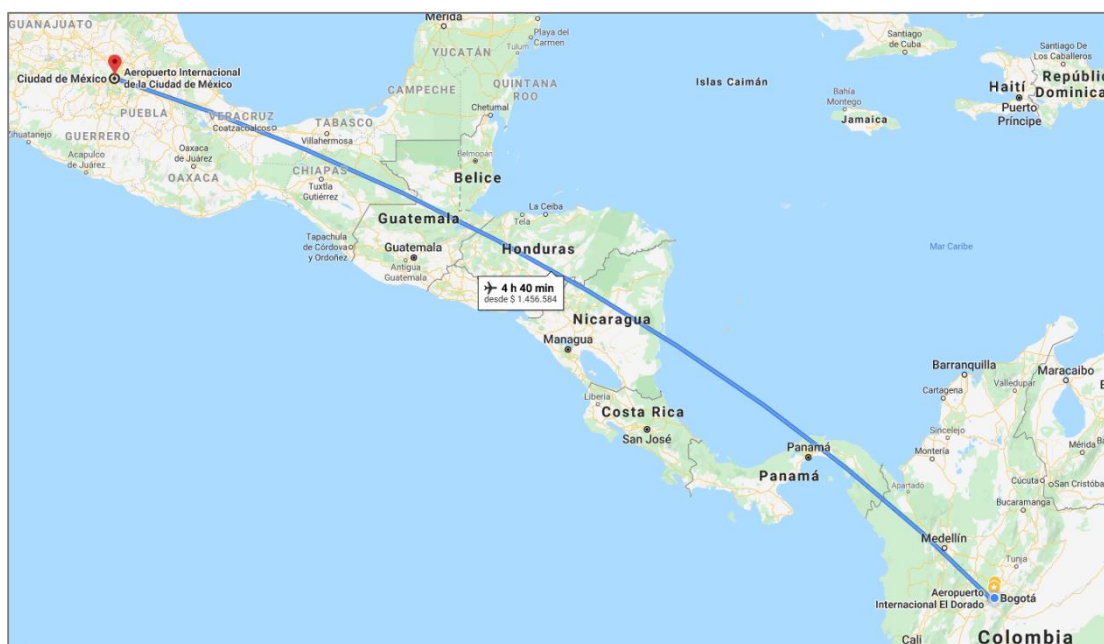 GUANAJUATO
Mérida
Playa del
Carmen
YUCATÁN
Tulum
Santiago
de Cuba
Santiago De
Los Caballeros
Ciudad de México
Aeropuerto Internacional
de la Ciudad de México
CAMPECHE
QUINTANA
ROO
Islas Caimán
Haití
Puerto
Príncipe
Repúbli
Dominica
PUEBLA
VERACRUZ
Coatzacoalcos
TABASCO
Villahermosa
Chetumal
Bahía
Montego
Jamaica
Zihuatanejo
GUERRERO
Acapulco
de Juárez
Oaxaca
de Juárez
OAXACA
CHIAPAS
Tuxtla
Gutiérrez
Belmopán
Belice
Guatemala
La Ceiba
Tela
Tapachula
de Córdova
y Ordoñez
Guatemala
Antigua
Guatemala
Honduras
Mar Caribe
4 h 40 min
desde $ 1.456.584
Nicaragua
Managua
Liberia
Costa Rica
San José
Barranquilla
Cartagena
Valledupar
Maracaibo
Sincelejo
Montería
Mérida
Panamá
Panamá
Apartadó
Cúcuta
San Cristóba
Bucaramanga
Medellín
Tunja
Aeropuerto
Internacional El Dorado
Bogotá
Cali
Colombia